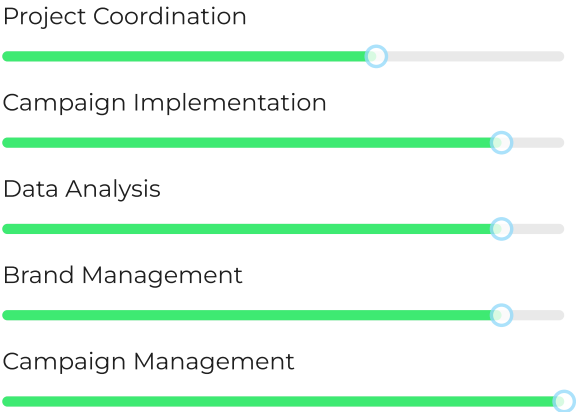 Project Coordination
Campaign Implementation
Data Analysis
Brand Management
Campaign Management